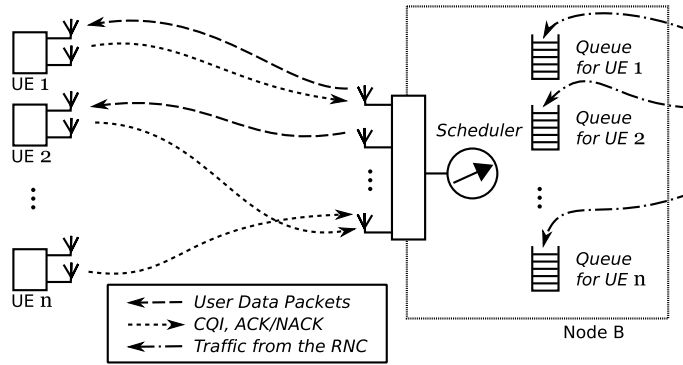 UE 1
UE 2
UE n
Scheduler
Queue
for UE 1
Queue
for UE 2
Queue
for UE n
Node B
User Data Packets
CQI, ACK/NACK
Traffic from the RNC